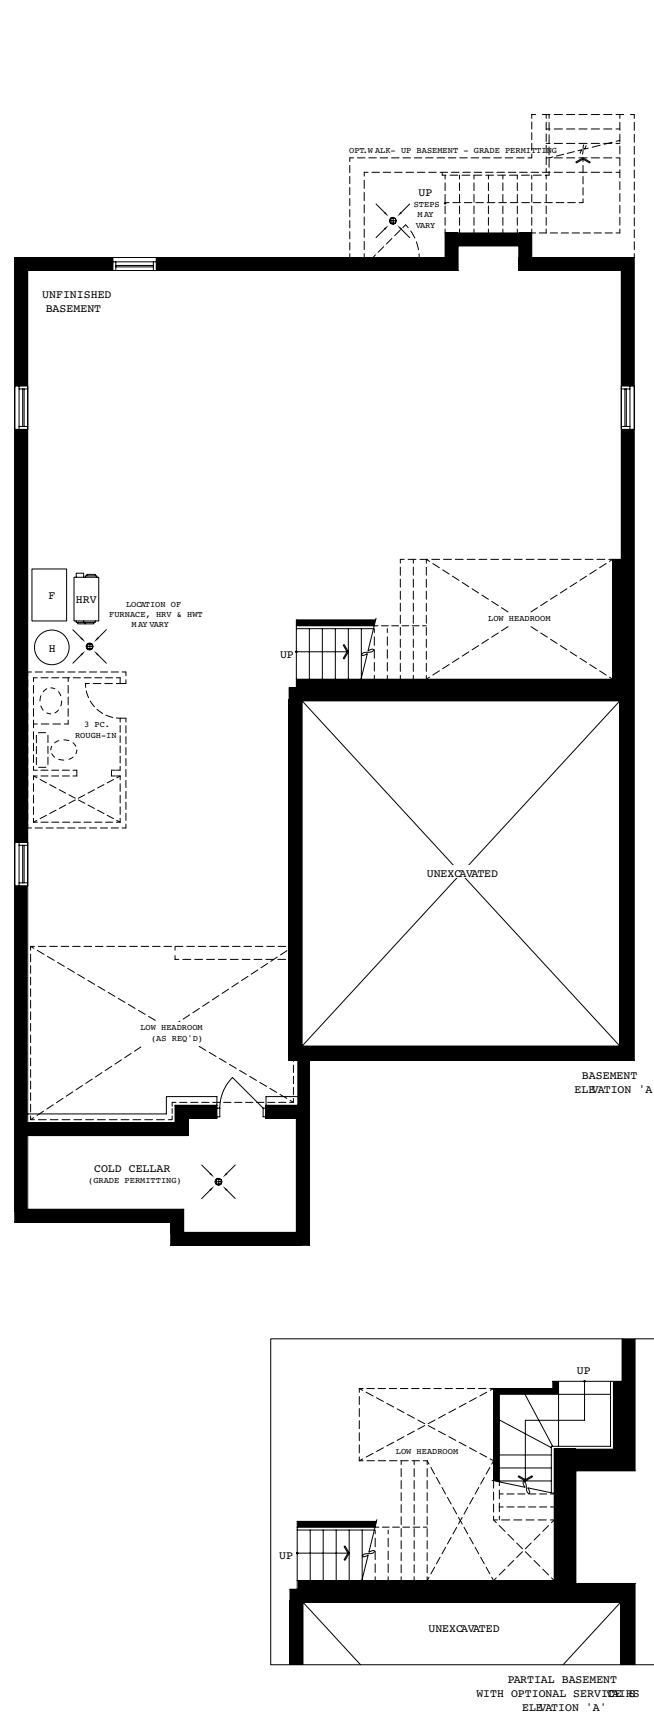 OPT.WALK- UP BASEMENT - GRADE PERMITTING
UP
STEPS
MAY
VARY
UNFINISHED
BASEMENT
F
HRV
LOCATION OF
FURNACE, HRV & HWT
MAY VARY
H
LOW HEADROOM
UP
3 PC.
ROUGH-IN
UNEXCAVATED
LOW HEADROOM
(AS REQ'D)
BASEMENT
ELEVATION 'A
COLD CELLAR
(GRADE PERMITTING)
UP
LOW HEADROOM
UP
UNEXCAVATED
PARTIAL BASEMENT
WITH OPTIONAL
ELEVATION 'A'